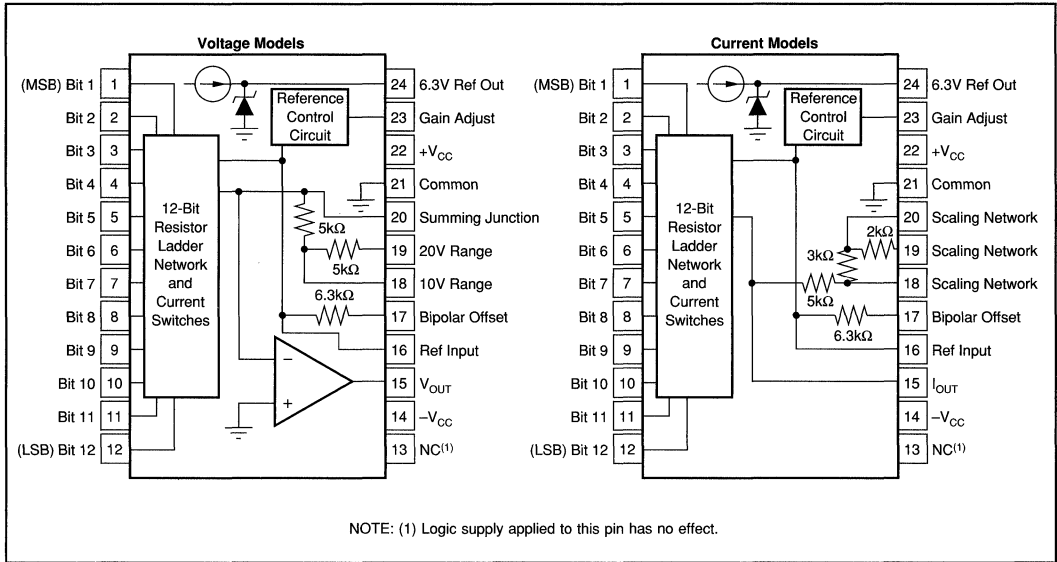 Voltage Models
(MSB) Bit 1 1
Bit 2 2
Bit 3 3
Bit 4 4
Bit 5 5
Bit 6 6
Bit 7 7
Bit 8 8
Bit 9 9
Bit 10 10
Bit 11 11
(LSB) Bit 12 12
12-Bit
Resistor
Ladder
Network
and
Current
Switches
Reference
Control
Circuit
5kΩ
5kΩ
6.3kΩ
−
+
24 6.3V Ref Out
23 Gain Adjust
22 +VCC
21 Common
20 Summing Junction
19 20V Range
18 10V Range
17 Bipolar Offset
16 Ref Input
15 VOUT
14 –VCC
13 NC(1)
Current Models
(MSB) Bit 1 1
Bit 2 2
Bit 3 3
Bit 4 4
Bit 5 5
Bit 6 6
Bit 7 7
Bit 8 8
Bit 9 9
Bit 10 10
Bit 11 11
(LSB) Bit 12 12
12-Bit
Resistor
Ladder
Network
and
Current
Switches
Reference
Control
Circuit
2kΩ
3kΩ
5kΩ
6.3kΩ
24 6.3V Ref Out
23 Gain Adjust
22 +VCC
21 Common
20 Scaling Network
19 Scaling Network
18 Scaling Network
17 Bipolar Offset
16 Ref Input
15 IOUT
14 –VCC
13 NC(1)
NOTE: (1) Logic supply applied to this pin has no effect.